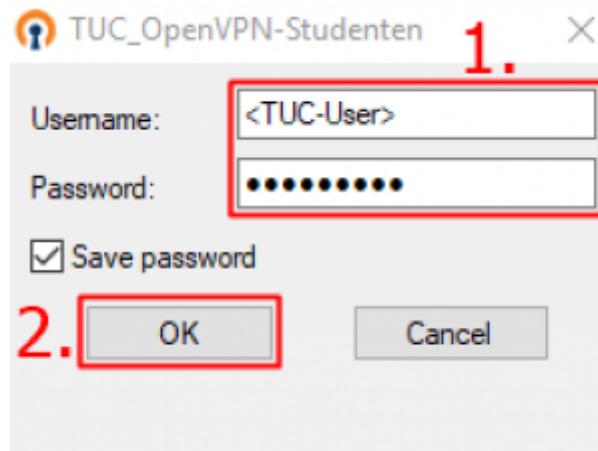 TUC_OpenVPN-Studenten
1.
Username: <TUC-User>
Password: ●●●●●●●●●
Save password
2. OK Cancel